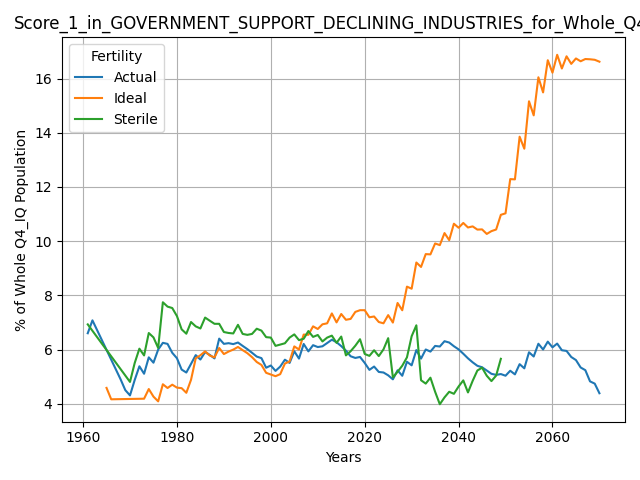 Score_1_in_GOVERNMENT_SUPPORT_DECLINING_INDUSTRIES_for_Whole_Q4
Fertility
Actual
Ideal
Sterile
% of Whole Q4_IQ Population
16
14
12
10
8
6
4
1960 1980 2000 2020 2040 2060
Years